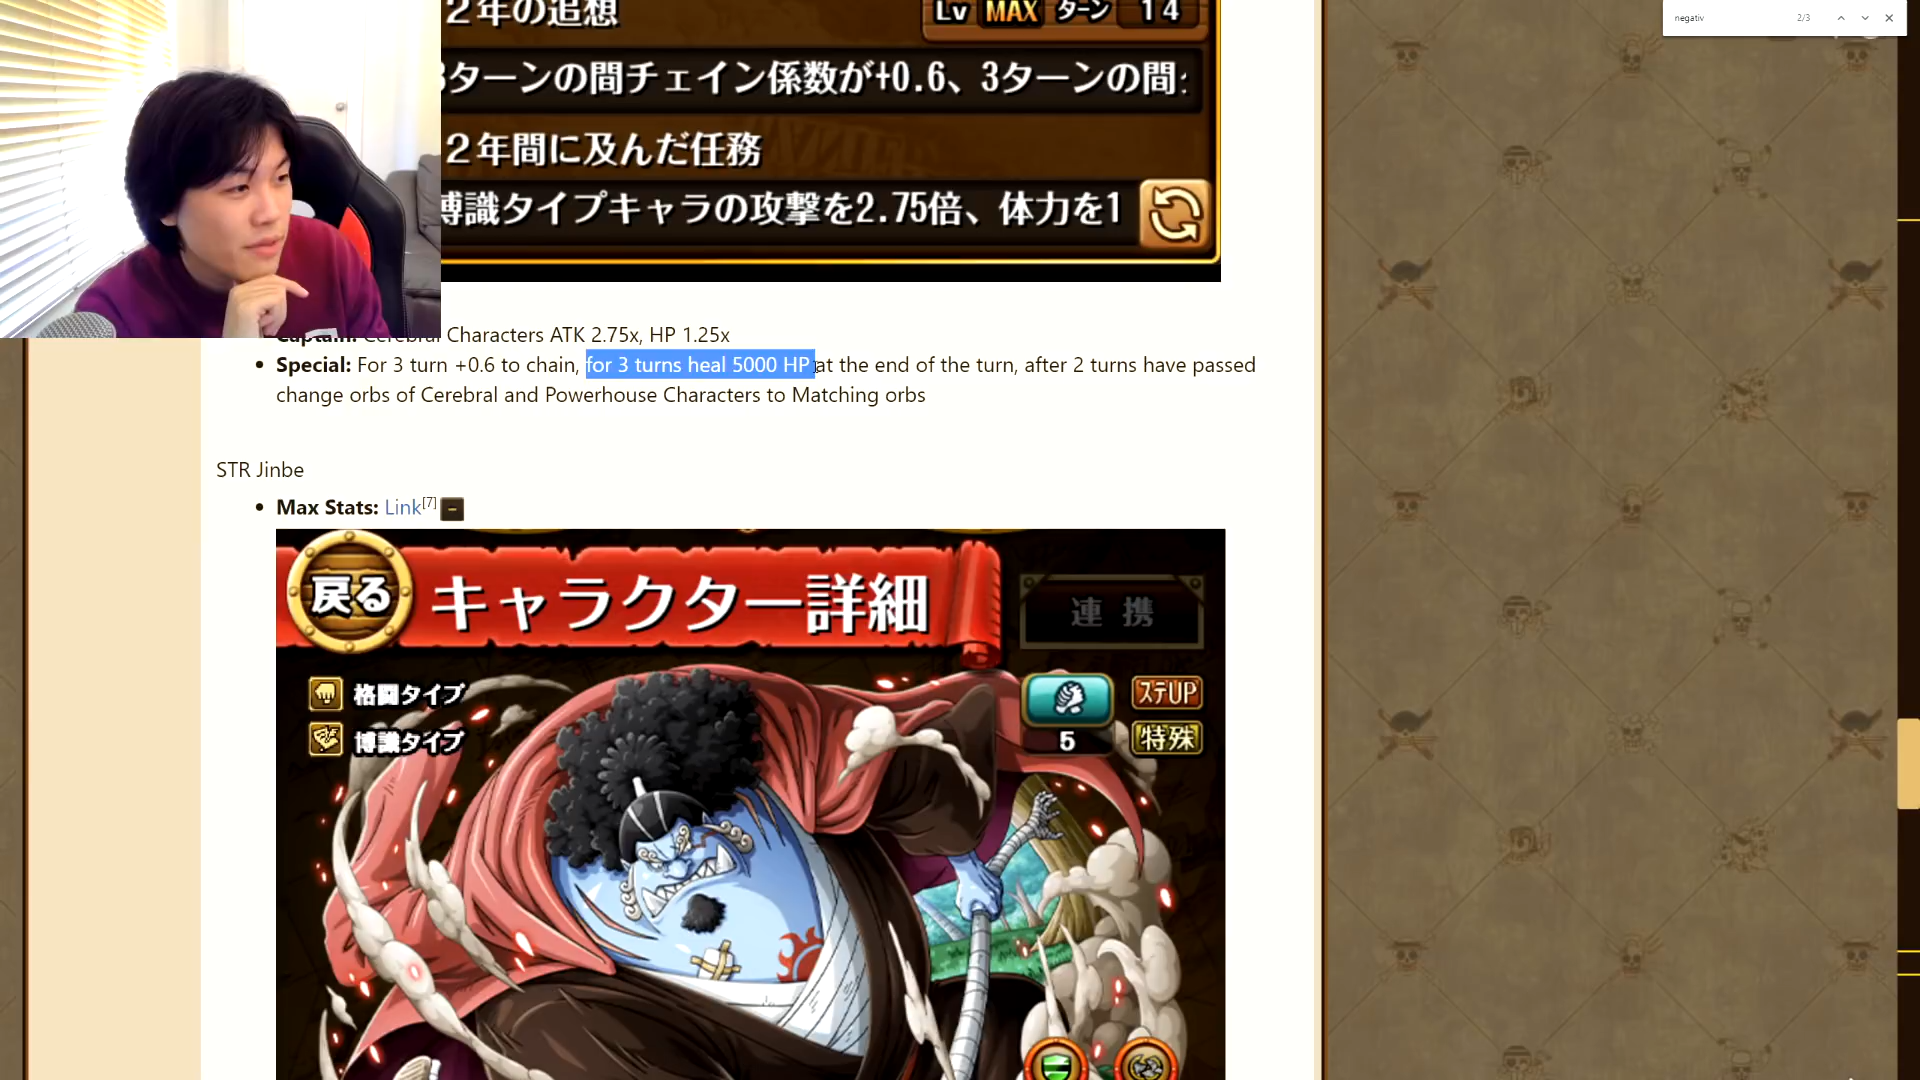 ２年の追想
Lv MAX ターン 14
3ターンの間チェイン係数が+0.6、3ターンの間
２年間に及んだ任務
博識タイプキャラの攻撃を2.75倍、体力を1
negativ 2/3
Captain: Cerebral Characters ATK 2.75x, HP 1.25x
Special: For 3 turn +0.6 to chain, for 3 turns heal 5000 HP at the end of the turn, after 2 turns have passed
change orbs of Cerebral and Powerhouse Characters to Matching orbs
STR Jinbe
Max Stats: Link[7]
戻る キャラクター詳細 連携
格闘タイプ
博識タイプ
5
ステUP
特殊